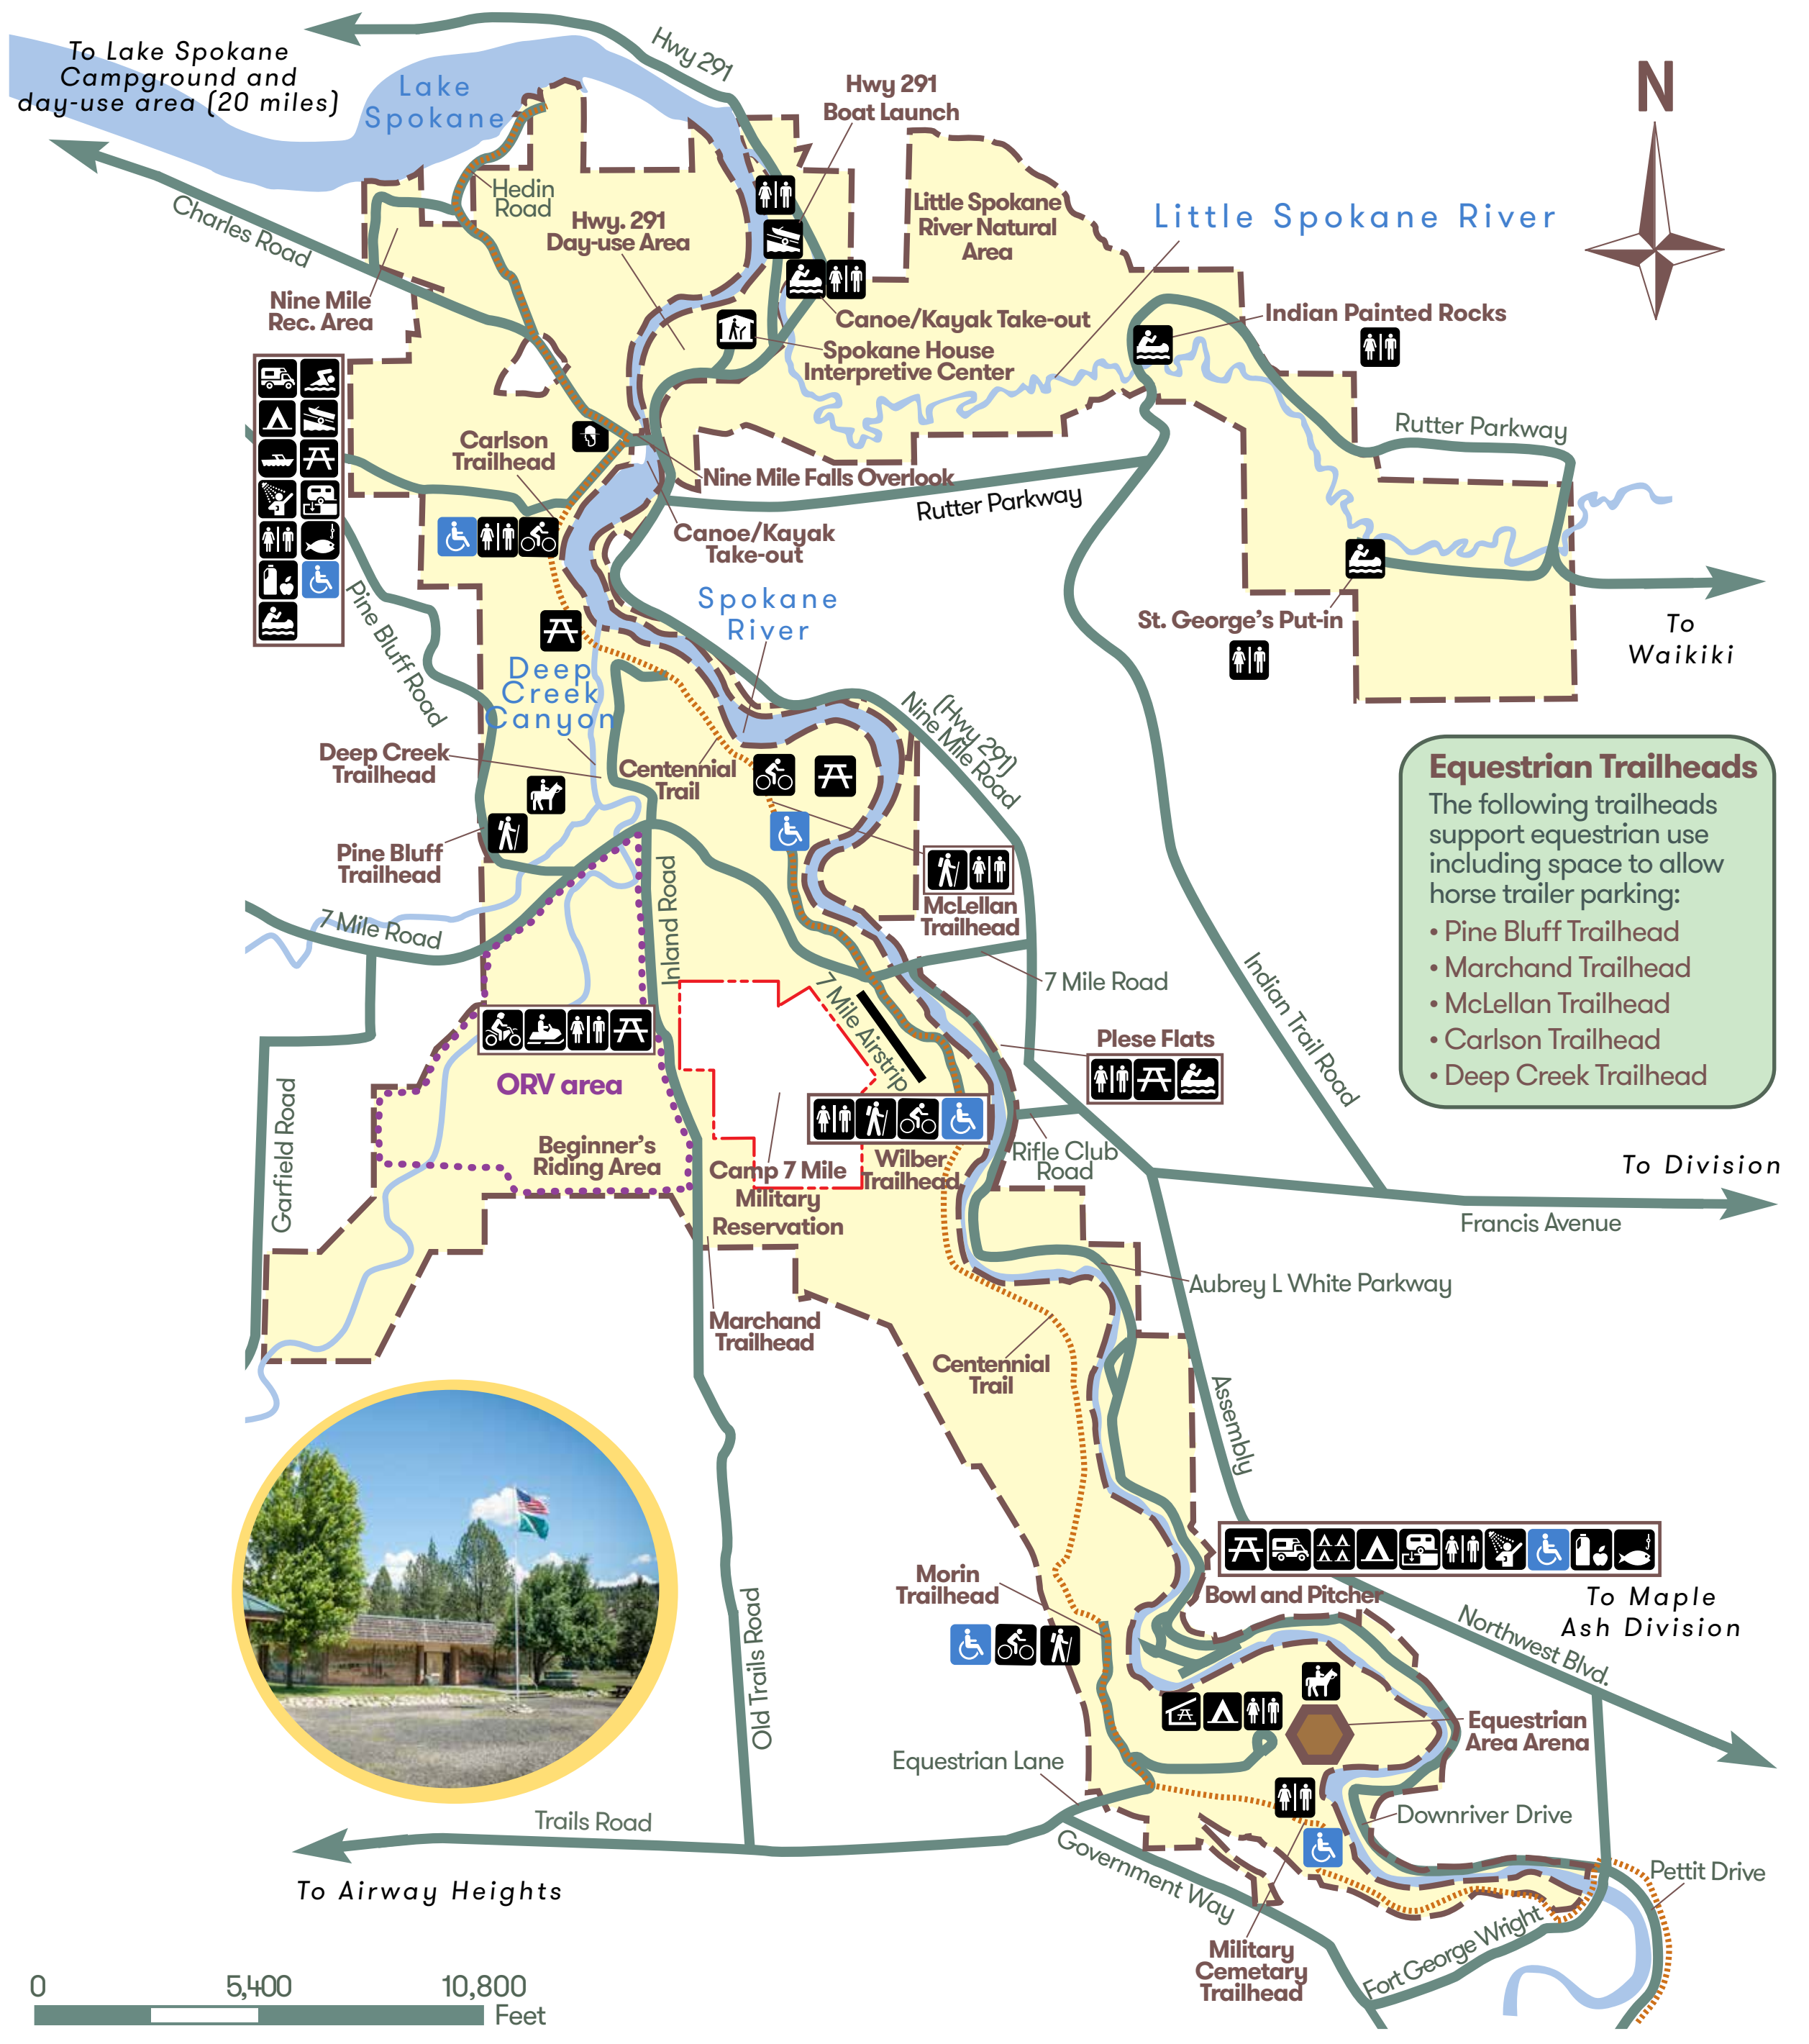 To Lake Spokane
Campground and
day-use area (20 miles)
Lake
Spokane
Hwy 291
Hwy 291
Boat Launch
N
Charles Road
Hedin
Road
Hwy. 291
Day-use Area
Little Spokane
River Natural
Area
Little Spokane River
Nine Mile
Rec. Area
Canoe/Kayak Take-out
Spokane House
Interpretive Center
Indian Painted Rocks
Rutter Parkway
Carlson
Trailhead
Nine Mile Falls Overlook
Rutter Parkway
Canoe/Kayak
Take-out
Spokane
River
Pine Bluff Road
St. George's Put-in
To
Waikiki
Deep
Creek
Canyon
(Hwy 291)
Nine Mile Road
Deep Creek
Trailhead
Centennial
Trail
Pine Bluff
Trailhead
McLellan
Trailhead
Equestrian Trailheads
The following trailheads
support equestrian use
including space to allow
horse trailer parking:
• Pine Bluff Trailhead
• Marchand Trailhead
• McLellan Trailhead
• Carlson Trailhead
• Deep Creek Trailhead
7 Mile Road
Inland Road
7 Mile Road
7 Mile Airstrip
Indian Trail Road
Plese Flats
ORV area
Beginner's
Riding Area
Garfield Road
Camp 7 Mile
Military
Reservation
Wilber
Trailhead
Rifle Club
Road
To Division
Francis Avenue
Aubrey L White Parkway
Marchand
Trailhead
Centennial
Trail
Assembly
Morin
Trailhead
Bowl and Pitcher
To Maple
Ash Division
Northwest Blvd.
Old Trails Road
Equestrian
Area Arena
Equestrian Lane
Downriver Drive
Trails Road
To Airway Heights
Government Way
Pettit Drive
Fort George Wright
Military
Cemetary
Trailhead
0 5,400 10,800
Feet